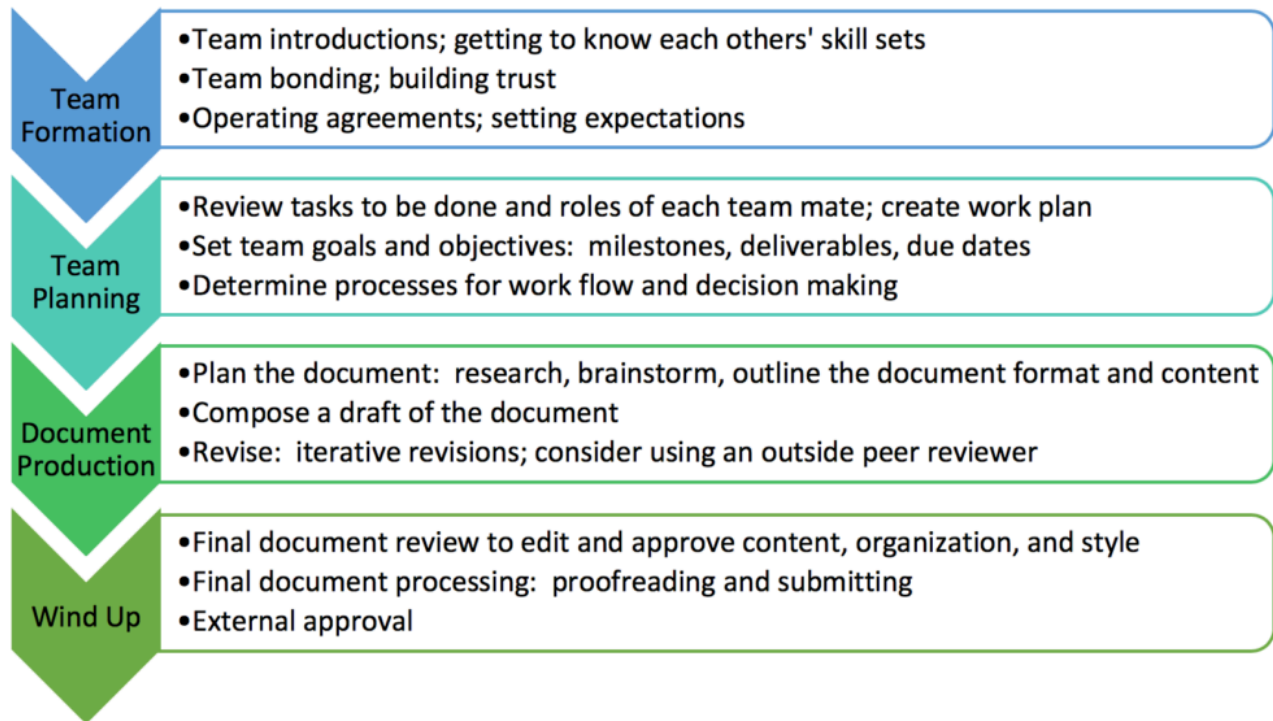 Team
Formation
•Team introductions; getting to know each others' skill sets
•Team bonding; building trust
•Operating agreements; setting expectations
Team
Planning
•Review tasks to be done and roles of each team mate; create work plan
•Set team goals and objectives:  milestones, deliverables, due dates
•Determine processes for work flow and decision making
Document
Production
•Plan the document:  research, brainstorm, outline the document format and content
•Compose a draft of the document
•Revise:  iterative revisions; consider using an outside peer reviewer
Wind Up
•Final document review to edit and approve content, organization, and style
•Final document processing:  proofreading and submitting
•External approval